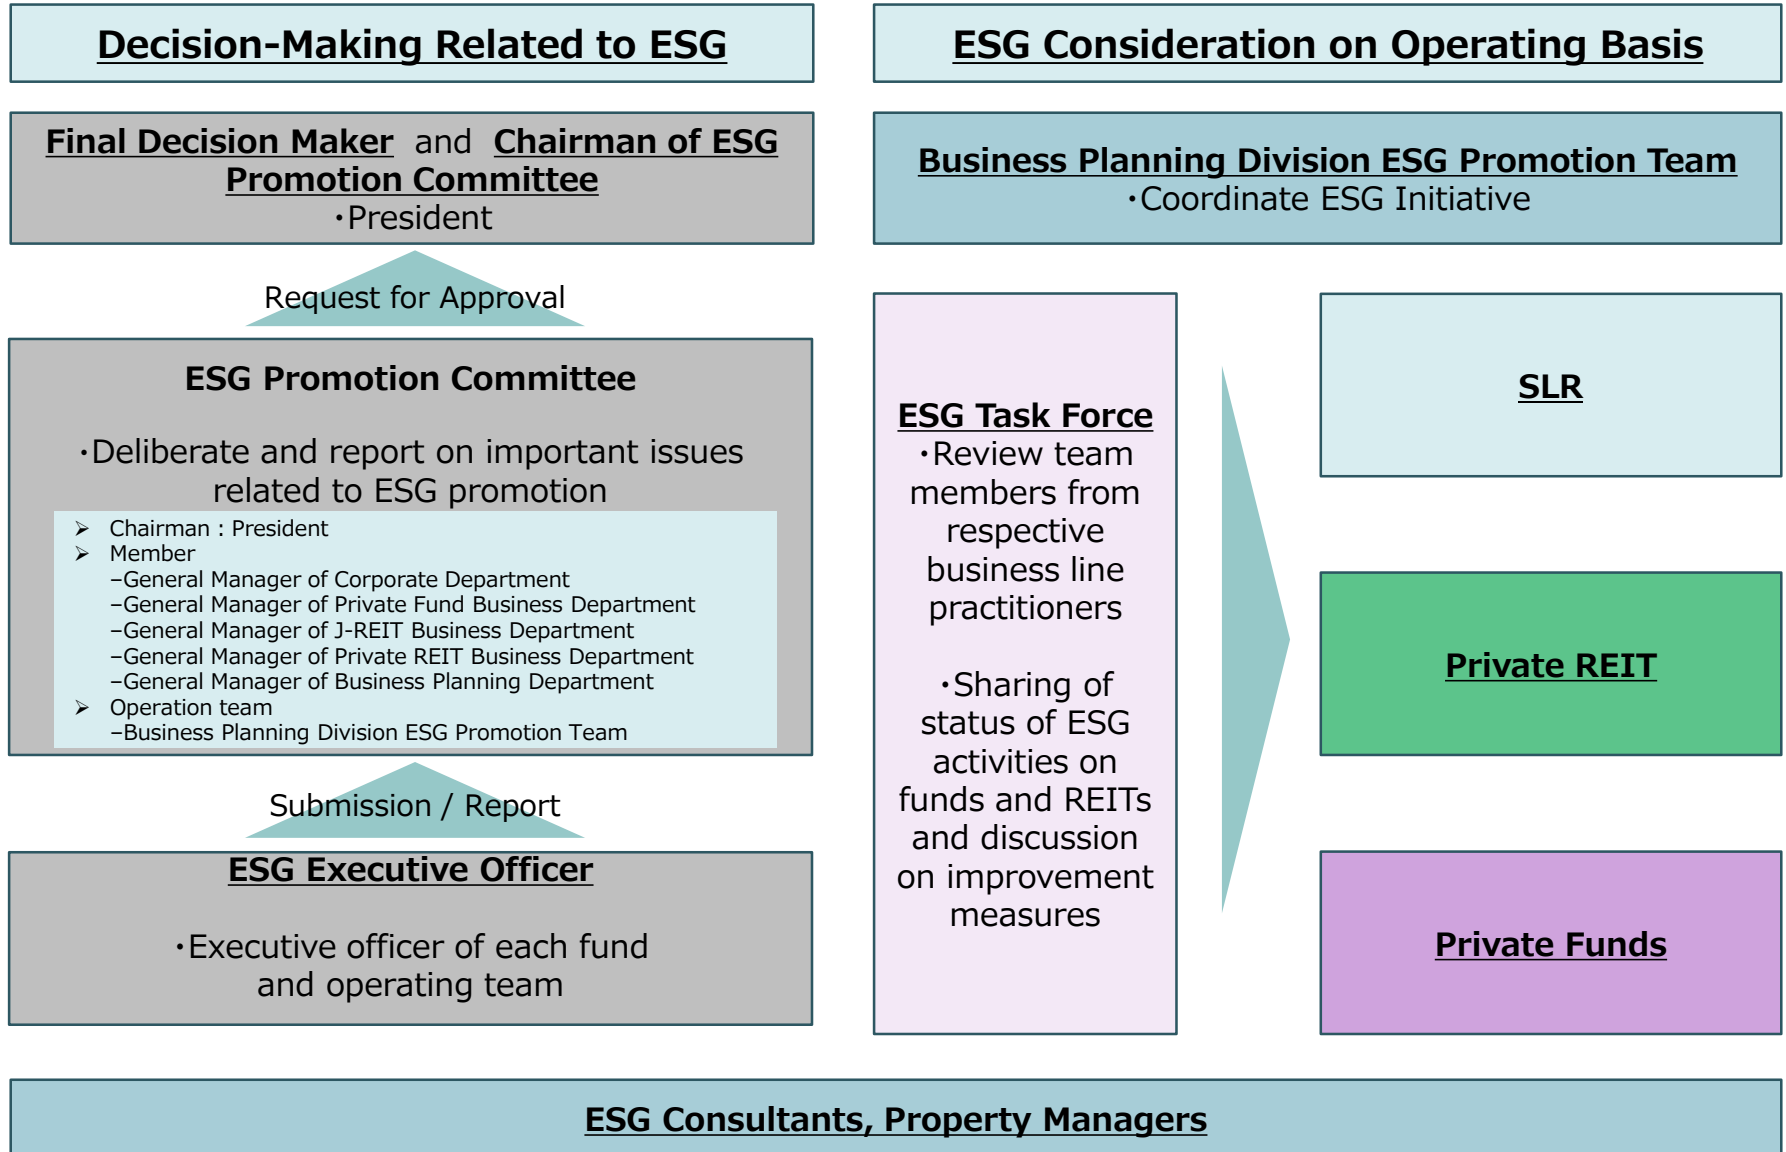 Decision-Making Related to ESG
Final Decision Maker and Chairman of ESG
Promotion Committee
・President
Request for Approval
ESG Promotion Committee
・Deliberate and report on important issues
related to ESG promotion
➢ Chairman : President
➢ Member
–General Manager of Corporate Department
–General Manager of Private Fund Business Department
–General Manager of J-REIT Business Department
–General Manager of Private REIT Business Department
–General Manager of Business Planning Department
➢ Operation team
–Business Planning Division ESG Promotion Team
Submission / Report
ESG Executive Officer
・Executive officer of each fund
and operating team
ESG Consideration on Operating Basis
Business Planning Division ESG Promotion Team
・Coordinate ESG Initiative
ESG Task Force
・Review team
members from
respective
business line
practitioners
・Sharing of
status of ESG
activities on
funds and REITs
and discussion
on improvement
measures
SLR
Private REIT
Private Funds
ESG Consultants, Property Managers